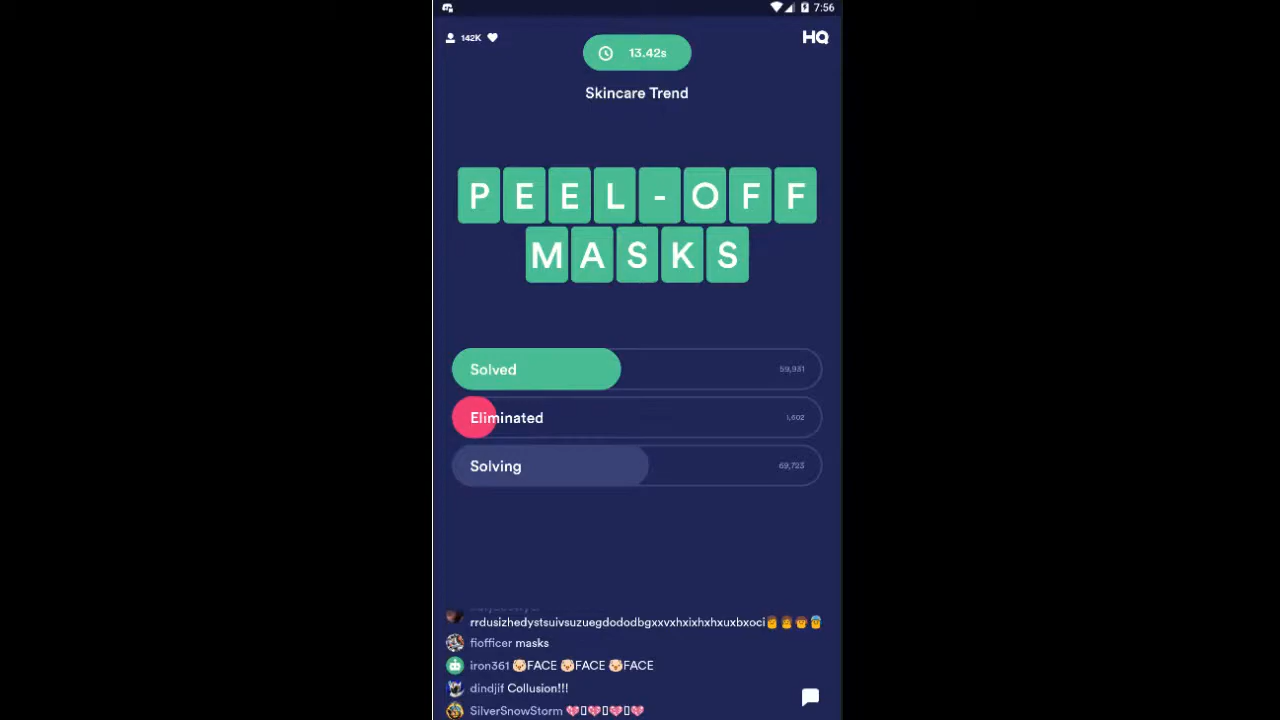 7:56
142K
13.42s
HQ
Skincare Trend
PEEL-OFF
MASKS
Solved 59,931
Eliminated 1,602
Solving 69,723
rrdusizhedystsuivsuzuegdododbgxxvxhxixhxhxuxbxoci
fiofficer masks
iron361 FACE FACE FACE
dindjif Collusion!!!
SilverSnowStorm